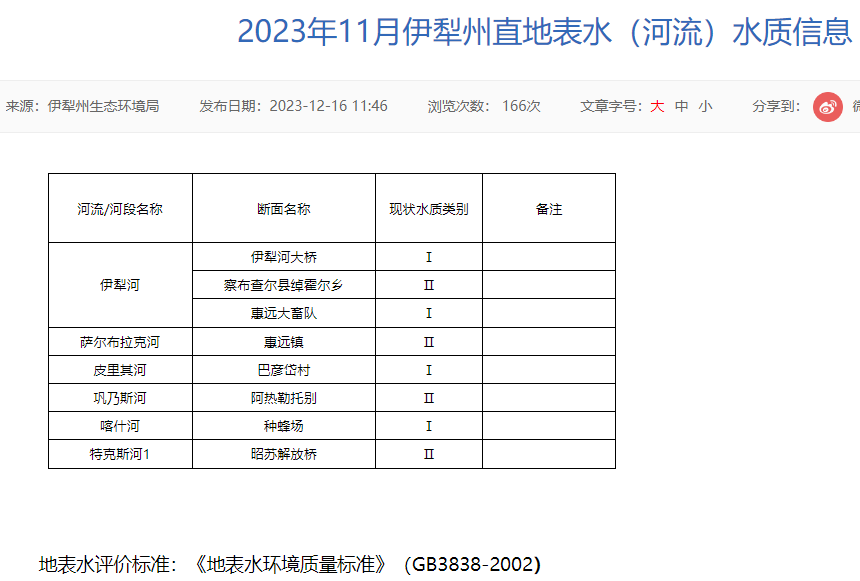 2023年11月伊犁州直地表水（河流）水质信息
来源：伊犁州生态环境局 发布日期：2023-12-16 11:46 浏览次数：166次 文章字号：大 中 小 分享到：
河流/河段名称 断面名称 现状水质类别 备注
伊犁河 伊犁河大桥 Ⅰ
察布查尔县绰霍尔乡 Ⅱ
惠远大畜队 Ⅰ
萨尔布拉克河 惠远镇 Ⅱ
皮里其河 巴彦岱村 Ⅰ
巩乃斯河 阿热勒托别 Ⅱ
喀什河 种蜂场 Ⅰ
特克斯河1 昭苏解放桥 Ⅱ
地表水评价标准：《地表水环境质量标准》（GB3838-2002)